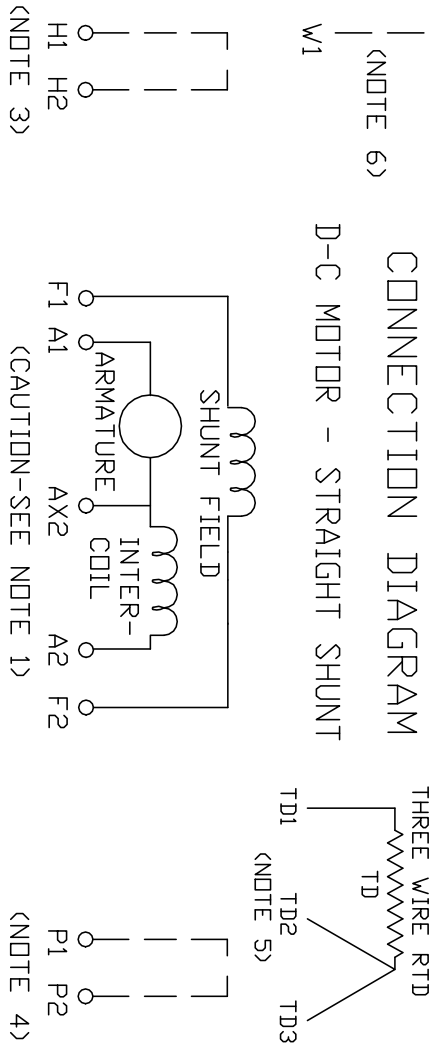 CONNECTION DIAGRAM
D-C MOTOR - STRAIGHT SHUNT
W1
(NOTE 6)
H1 H2
(NOTE 3)
SHUNT FIELD
ARMATURE
INTER-
COIL
F1 A1 AX2 A2 F2
(CAUTION-SEE NOTE 1)
THREE WIRE RTD
TD
TD1 TD2 TD3
(NOTE 5)
P1 P2
(NOTE 4)